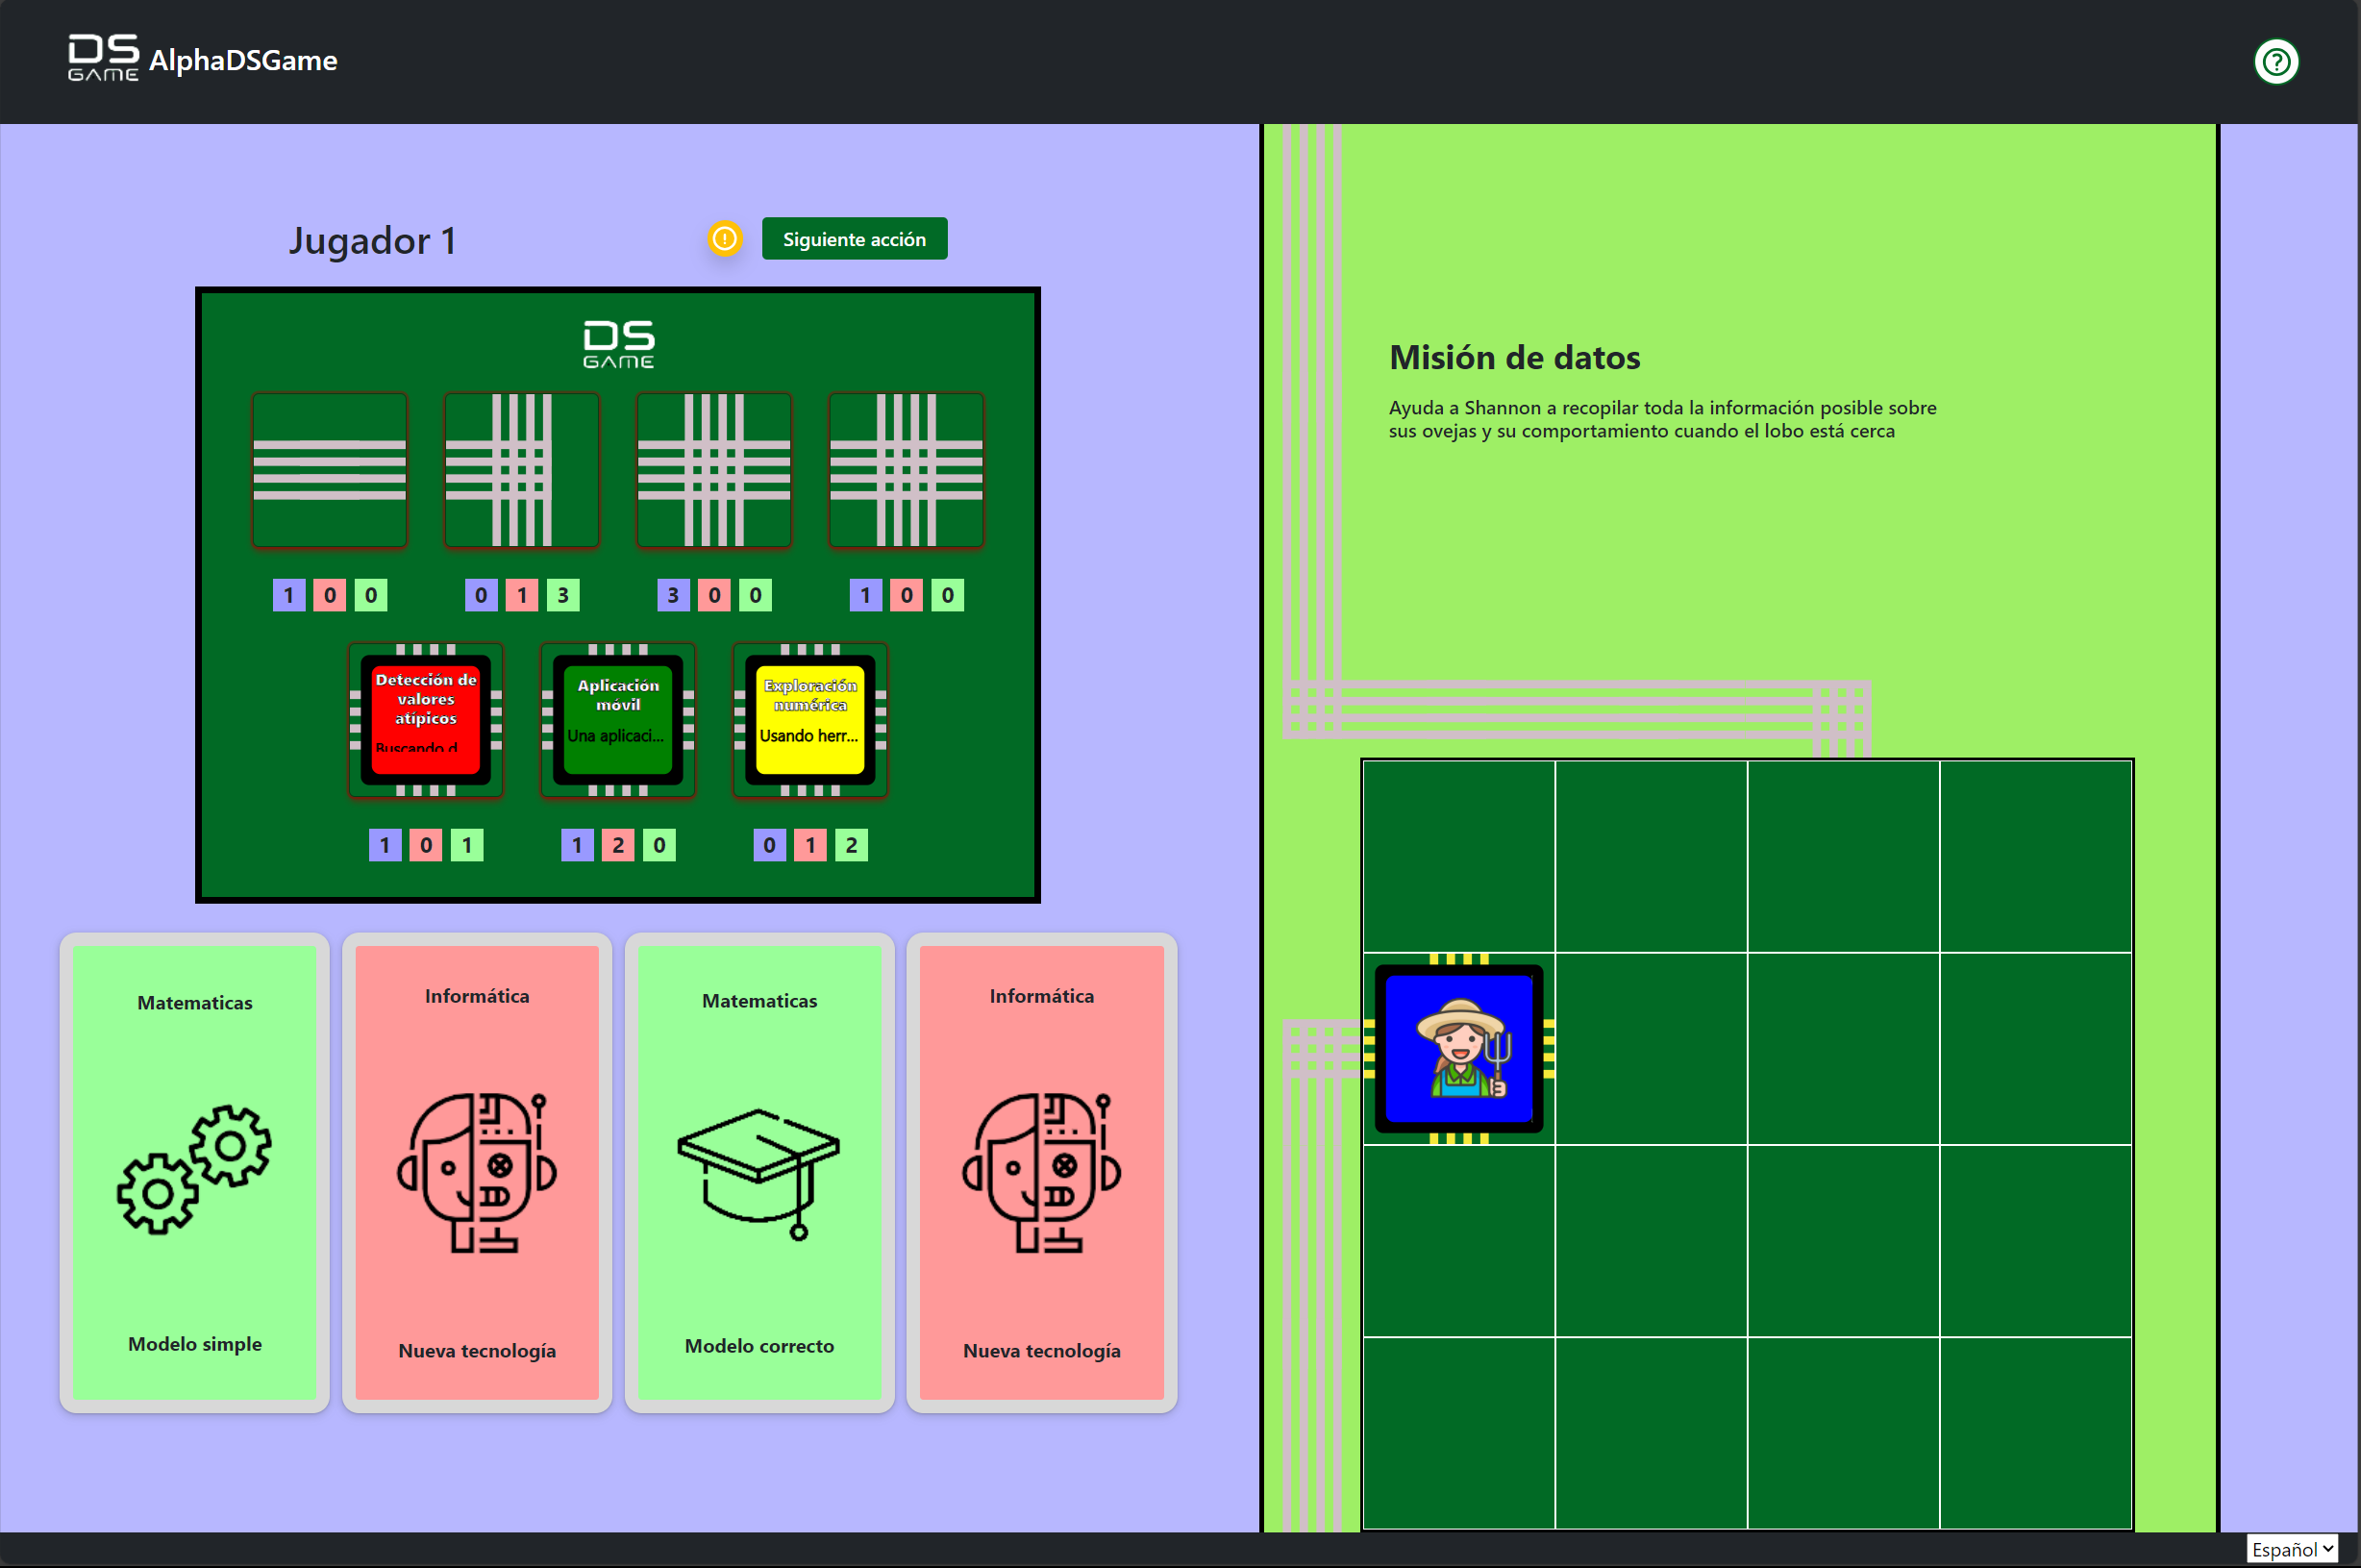 DS
GAME
AlphaDSGame
Jugador 1
Siguiente acción
DS
GAME
1 0 0
0 1 3
3 0 0
1 0 0
Detección de
valores
atípicos
Buscando d...
Aplicación
móvil
Una aplicaci...
Exploración
numérica
Usando herr...
1 0 1
1 2 0
0 1 2
Matematicas
Modelo simple
Informática
Nueva tecnología
Matematicas
Modelo correcto
Informática
Nueva tecnología
Misión de datos
Ayuda a Shannon a recopilar toda la información posible sobre
sus ovejas y su comportamiento cuando el lobo está cerca
Español